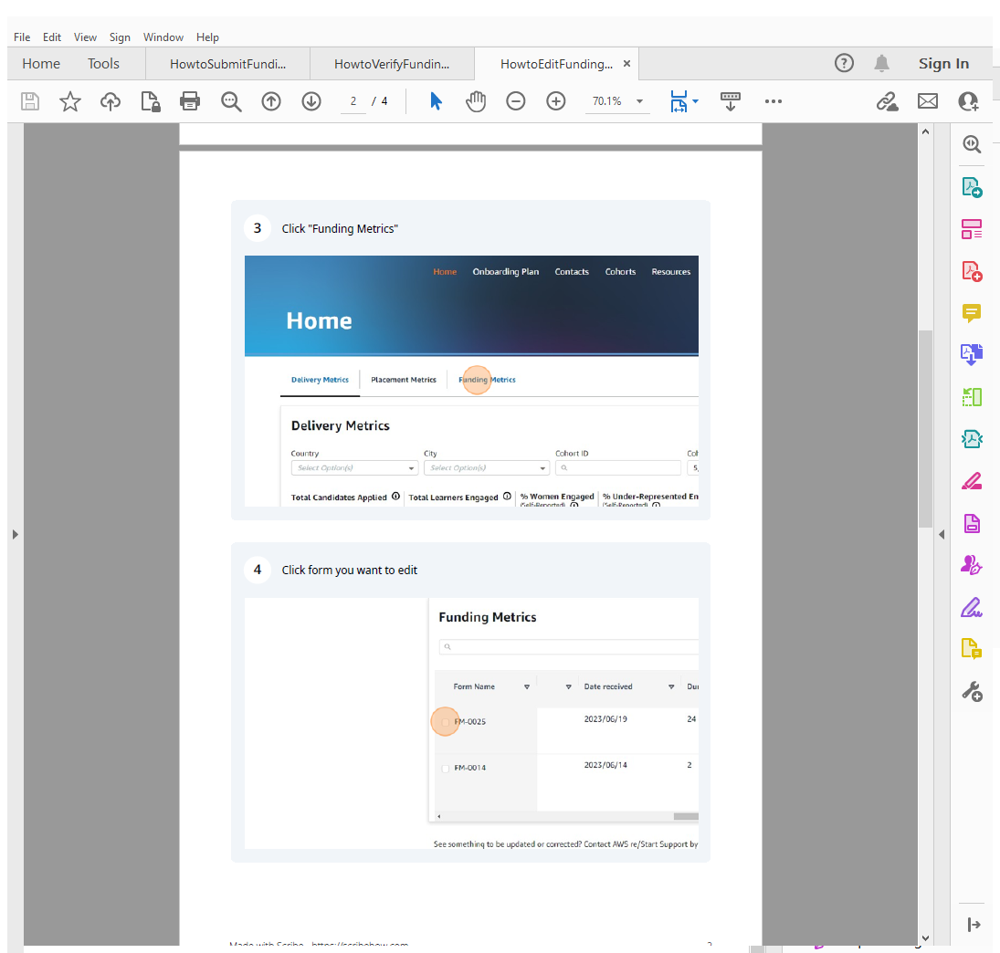 File Edit View Sign Window Help
Home Tools HowtoSubmitFundi... HowtoVerifyFundin... HowtoEditFunding... × Sign In
2 / 4 70.1%
3 Click "Funding Metrics"
Home Onboarding Plan Contacts Cohorts Resources
Home
Delivery Metrics Placement Metrics Funding Metrics
Delivery Metrics
Country City Cohort ID Coh
Select Option(s) Select Option(s) 5,
Total Candidates Applied Total Learners Engaged % Women Engaged % Under-Represented En
(Self-Reported) (Self-Reported)
4 Click form you want to edit
Funding Metrics
Form Name Date received Dur
FM-0025 2023/06/19 24
FM-0014 2023/06/14 2
See something to be updated or corrected? Contact AWS re/Start Support by
Made with Scribe - https://scribehow.com 2